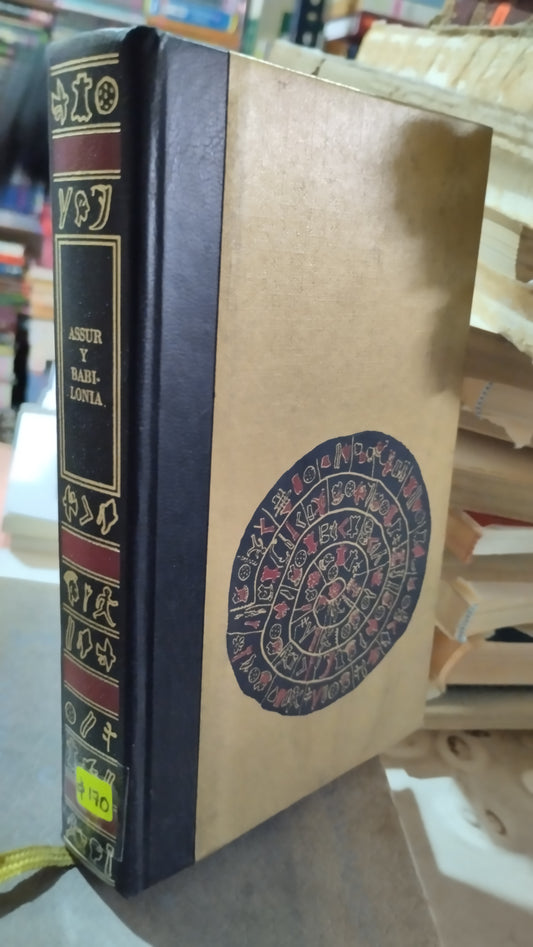 ASSUR
Y
BABI-
LONIA
$170